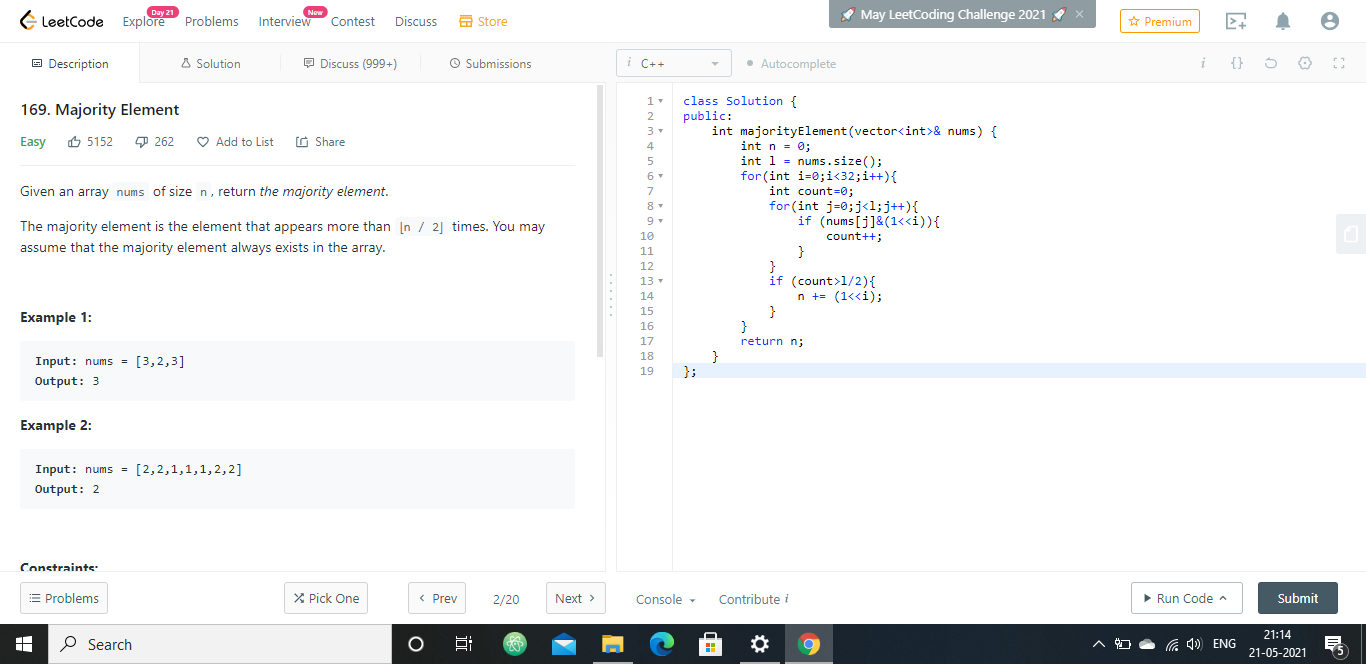 LeetCode
Explore Day 21 Problems Interview New Contest Discuss Store
🚀 May LeetCoding Challenge 2021 🚀 ×
Premium
Description Solution Discuss (999+) Submissions
i C++ Autocomplete
169. Majority Element
Easy 5152 262 Add to List Share
Given an array nums of size n, return the majority element.
The majority element is the element that appears more than ⌊n / 2⌋ times. You may
assume that the majority element always exists in the array.
Example 1:
Input: nums = [3,2,3]
Output: 3
Example 2:
Input: nums = [2,2,1,1,1,2,2]
Output: 2
Constraints:
1 class Solution {
2 public:
3     int majorityElement(vector<int>& nums) {
4         int n = 0;
5         int l = nums.size();
6         for(int i=0;i<32;i++){
7             int count=0;
8             for(int j=0;j<l;j++){
9                 if (nums[j]&(1<<i)){
10                     count++;
11                 }
12             }
13             if (count>l/2){
14                 n += (1<<i);
15             }
16         }
17         return n;
18     }
19 };
Problems Pick One Prev 2/20 Next Console Contribute i Run Code Submit
Search
ENG
21:14
21-05-2021
5